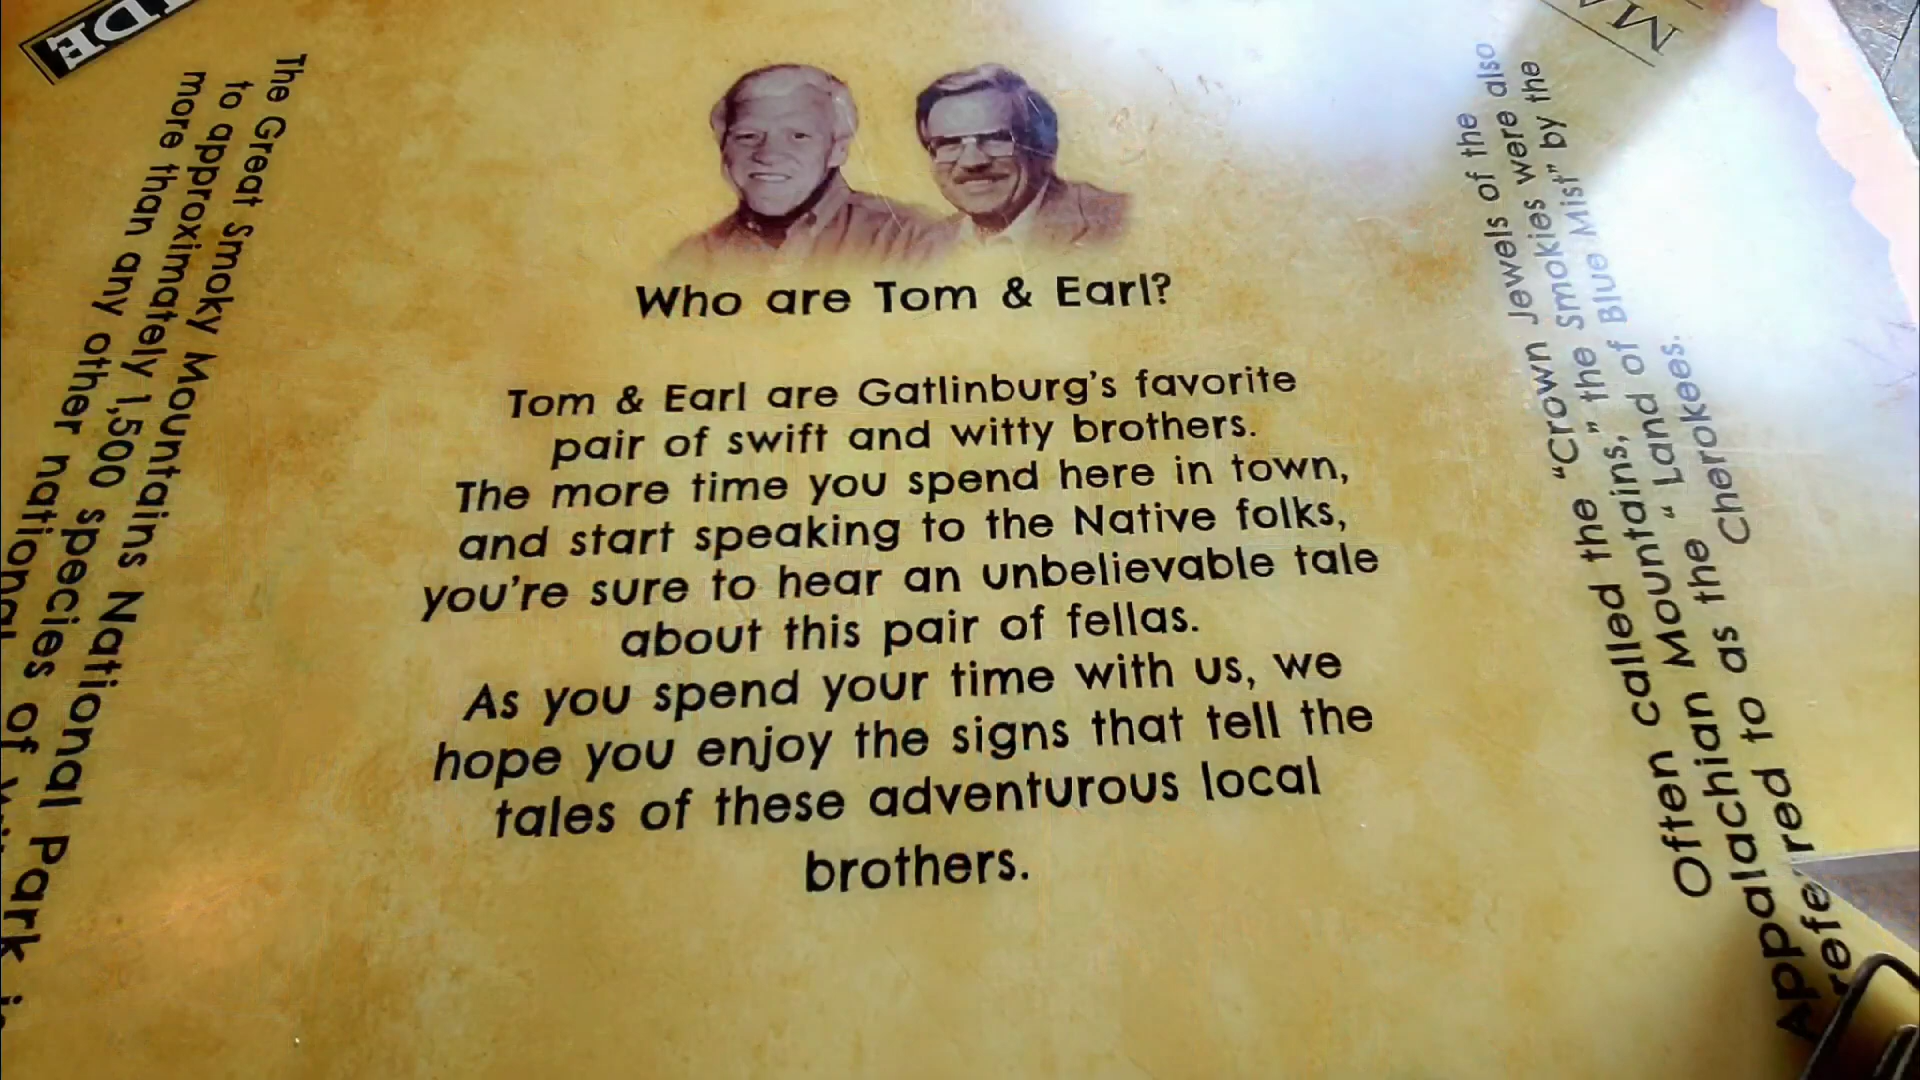 The Great Smoky Mountains National Park
to approximately 1,500 species of
more than any other national
Who are Tom & Earl?
Tom & Earl are Gatlinburg's favorite
pair of swift and witty brothers.
The more time you spend here in town,
and start speaking to the Native folks,
you're sure to hear an unbelievable tale
about this pair of fellas.
As you spend your time with us, we
hope you enjoy the signs that tell the
tales of these adventurous local
brothers.
Often called the "Crown Jewels of the
Appalachian Mountains," the Smokies were also
referred to as the "Land of Blue Mist" by the
Cherokees.